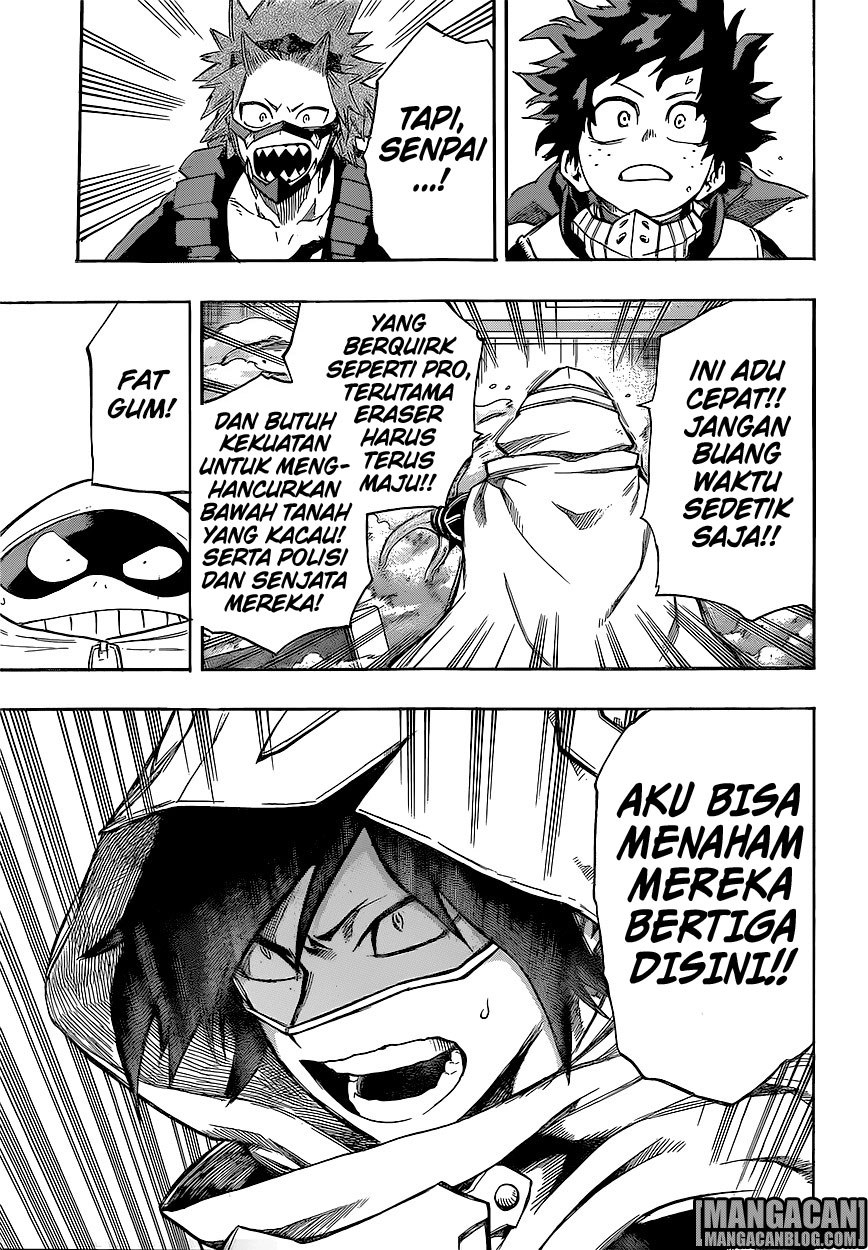 TAPI,
SENPAI
...!
INI ADU
CEPAT!!
JANGAN
BUANG
WAKTU
SEDETIK
SAJA!!
YANG
BERQUIRK
SEPERTI PRO,
TERUTAMA
ERASER
HARUS
TERUS
MAJU!!
DAN BUTUH
KEKUATAN
UNTUK MENG-
HANCURKAN
BAWAH TANAH
YANG KACAU!
SERTA POLISI
DAN SENJATA
MEREKA!
FAT
GUM!
AKU BISA
MENAHAM
MEREKA
BERTIGA
DISINI!!
[MANGACAN]
MANGACANBLOG.COM